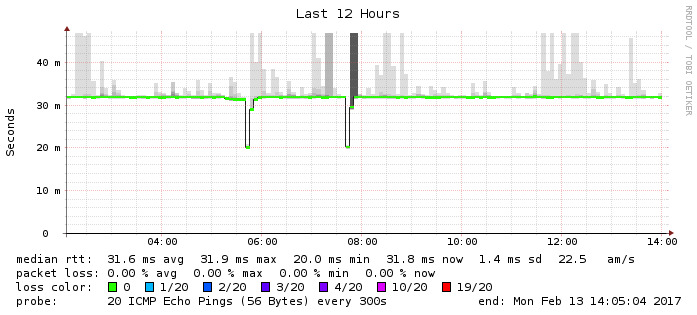 Last 12 Hours
RRDTOOL / TOBI OETIKER
Seconds
40 m
30 m
20 m
10 m
0
04:00 06:00 08:00 10:00 12:00 14:00
median rtt: 31.6 ms avg 31.9 ms max 20.0 ms min 31.8 ms now 1.4 ms sd 22.5 am/s
packet loss: 0.00 % avg 0.00 % max 0.00 % min 0.00 % now
loss color: 0 1/20 2/20 3/20 4/20 10/20 19/20
probe: 20 ICMP Echo Pings (56 Bytes) every 300s end: Mon Feb 13 14:05:04 2017